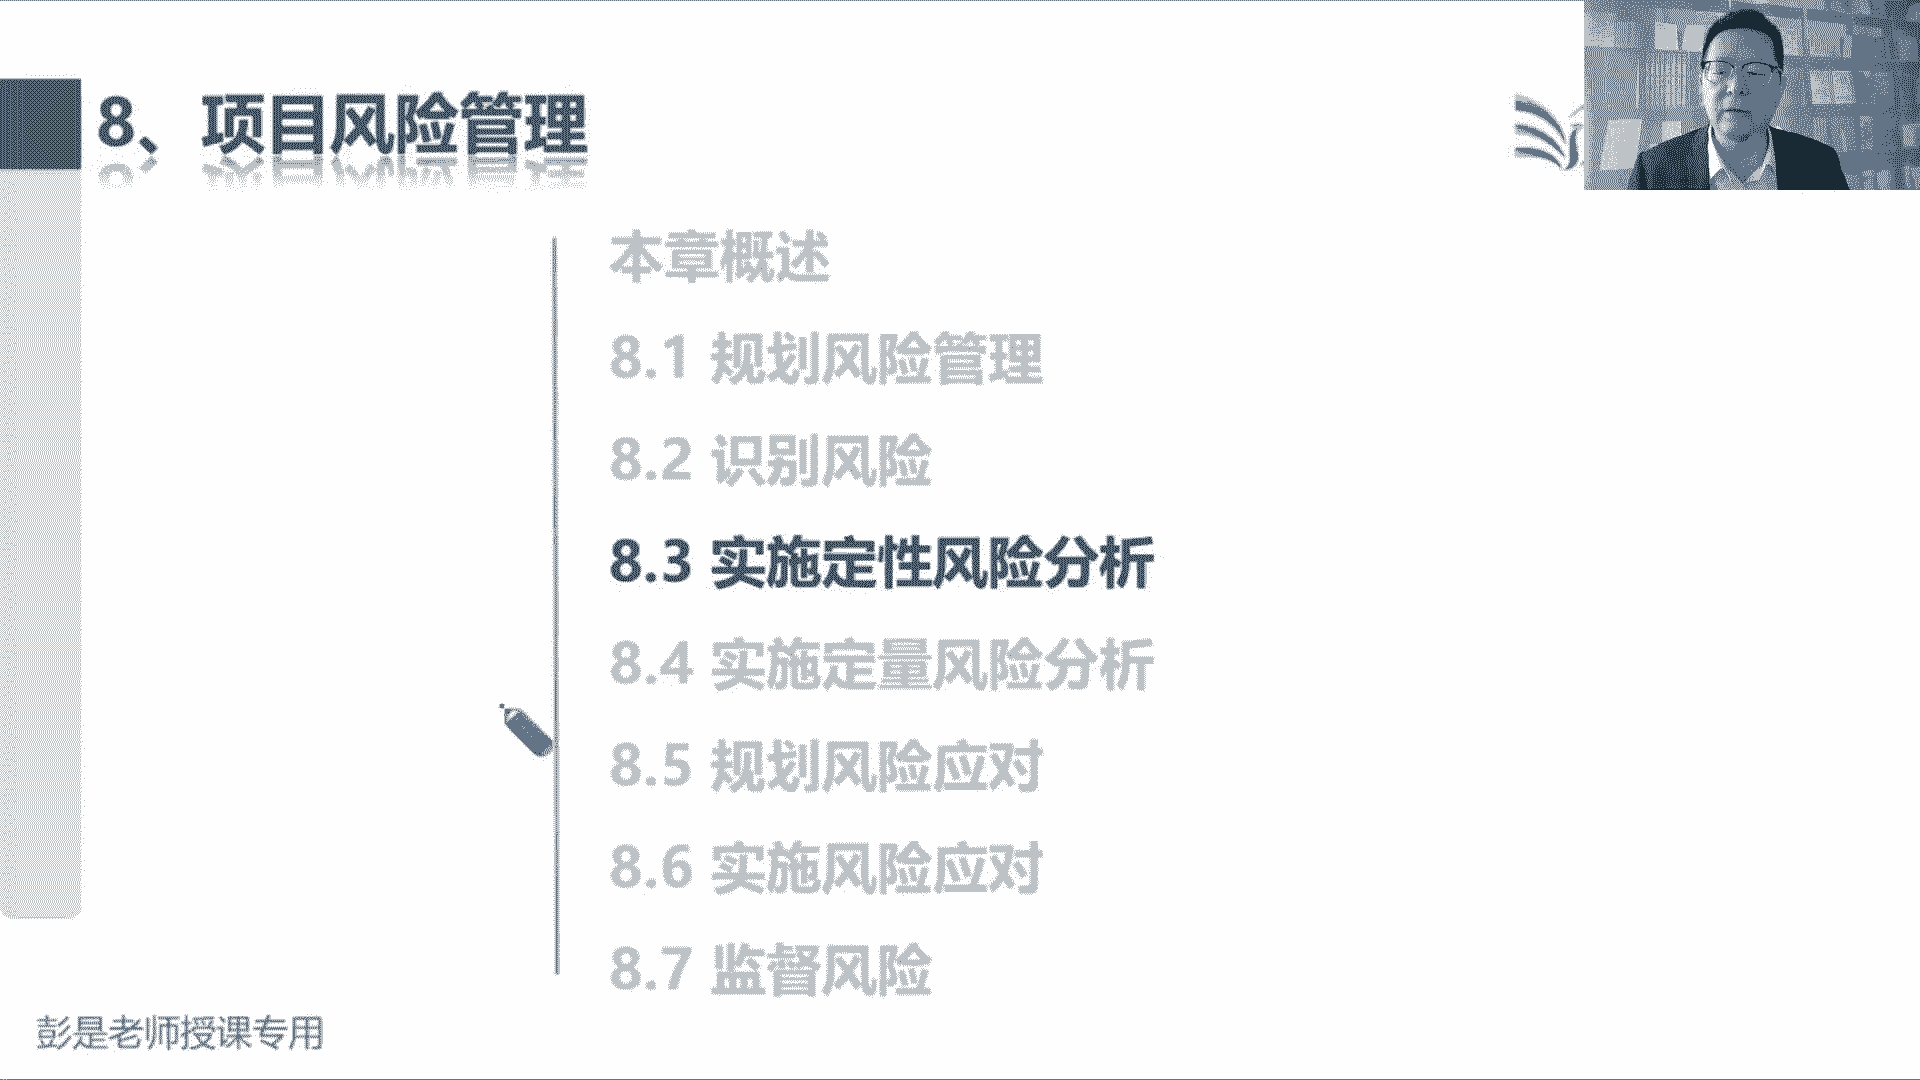 8、项目风险管理
本章概述
8.1 规划风险管理
8.2 识别风险
8.3 实施定性风险分析
8.4 实施定量风险分析
8.5 规划风险应对
8.6 实施风险应对
8.7 监督风险
彭是老师授课专用